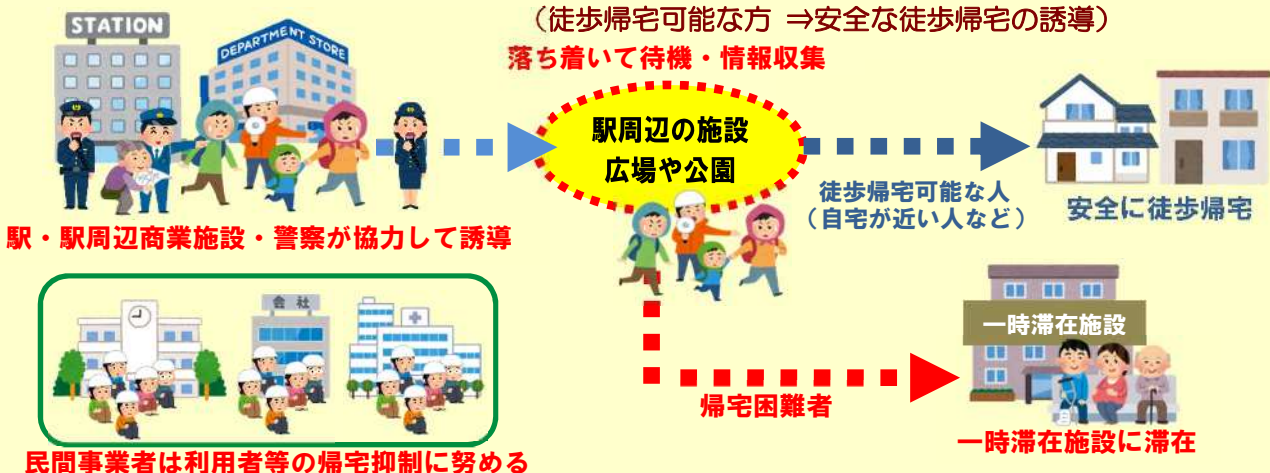 （徒歩帰宅可能な方 ⇒安全な徒歩帰宅の誘導）
STATION
DEPARTMENT STORE
落ち着いて待機・情報収集
駅周辺の施設
広場や公園
徒歩帰宅可能な人
（自宅が近い人など）
安全に徒歩帰宅
駅・駅周辺商業施設・警察が協力して誘導
会社
一時滞在施設
帰宅困難者
一時滞在施設に滞在
民間事業者は利用者等の帰宅抑制に努める